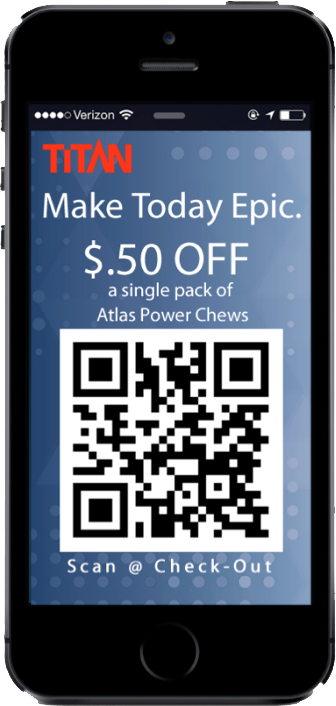 Verizon
TITAN
Make Today Epic.
$.50 OFF
a single pack of
Atlas Power Chews
Scan @ Check-Out